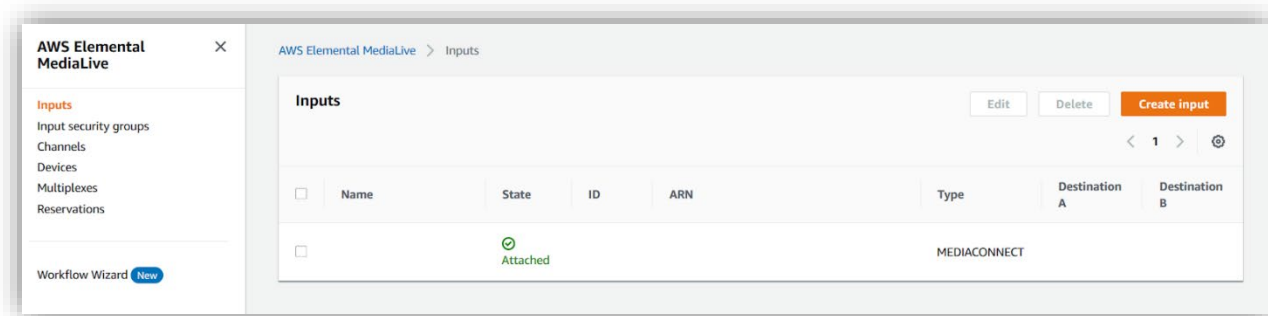 AWS Elemental
MediaLive
Inputs
Input security groups
Channels
Devices
Multiplexes
Reservations
Workflow Wizard New
AWS Elemental MediaLive > Inputs
Inputs
Edit Delete Create input
< 1 >
Name State ID ARN Type Destination A Destination B
Attached MEDIACONNECT